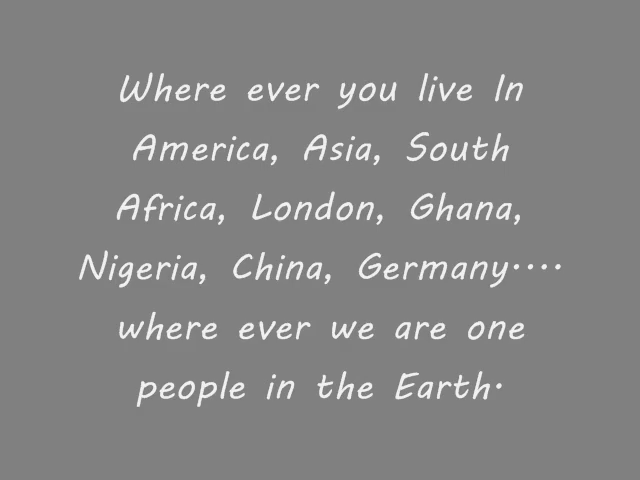 Where ever you live In
America, Asia, South
Africa, London, Ghana,
Nigeria, China, Germany....
where ever we are one
people in the Earth.